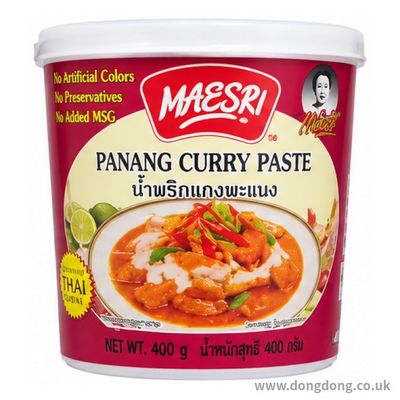 No Artificial Colors
No Preservatives
No Added MSG
MAESRI
PANANG CURRY PASTE
น้ำพริกแกงพะแนง
THAI
CUISINE
NET WT. 400 g น้ำหนักสุทธิ 400 กรัม
www.dongdong.co.uk